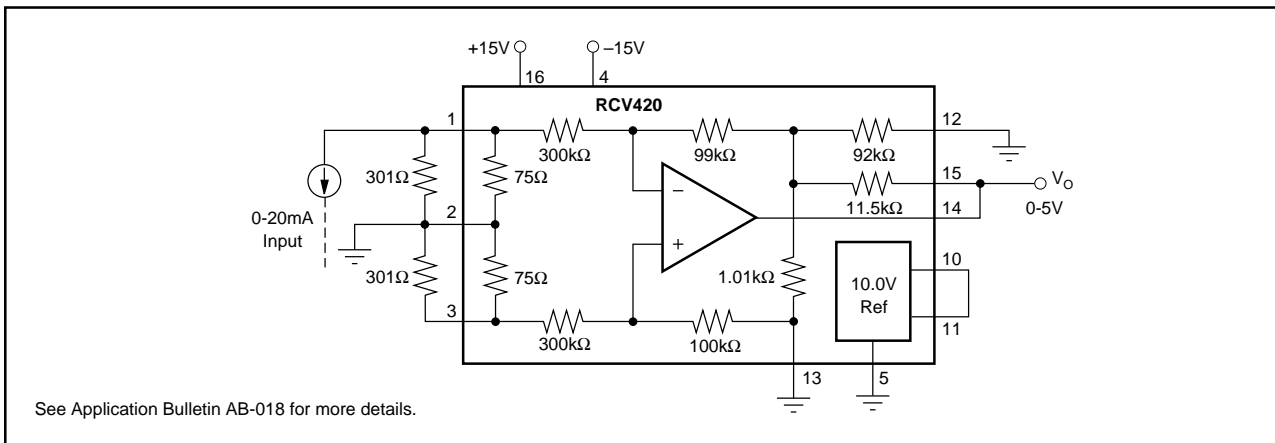 +15V
–15V
16
4
RCV420
1
300kΩ
99kΩ
92kΩ
12
301Ω
75Ω
11.5kΩ
15
VO
0-5V
14
0-20mA
Input
2
–
+
301Ω
75Ω
1.01kΩ
10.0V
Ref
10
11
3
300kΩ
100kΩ
13
5
See Application Bulletin AB-018 for more details.